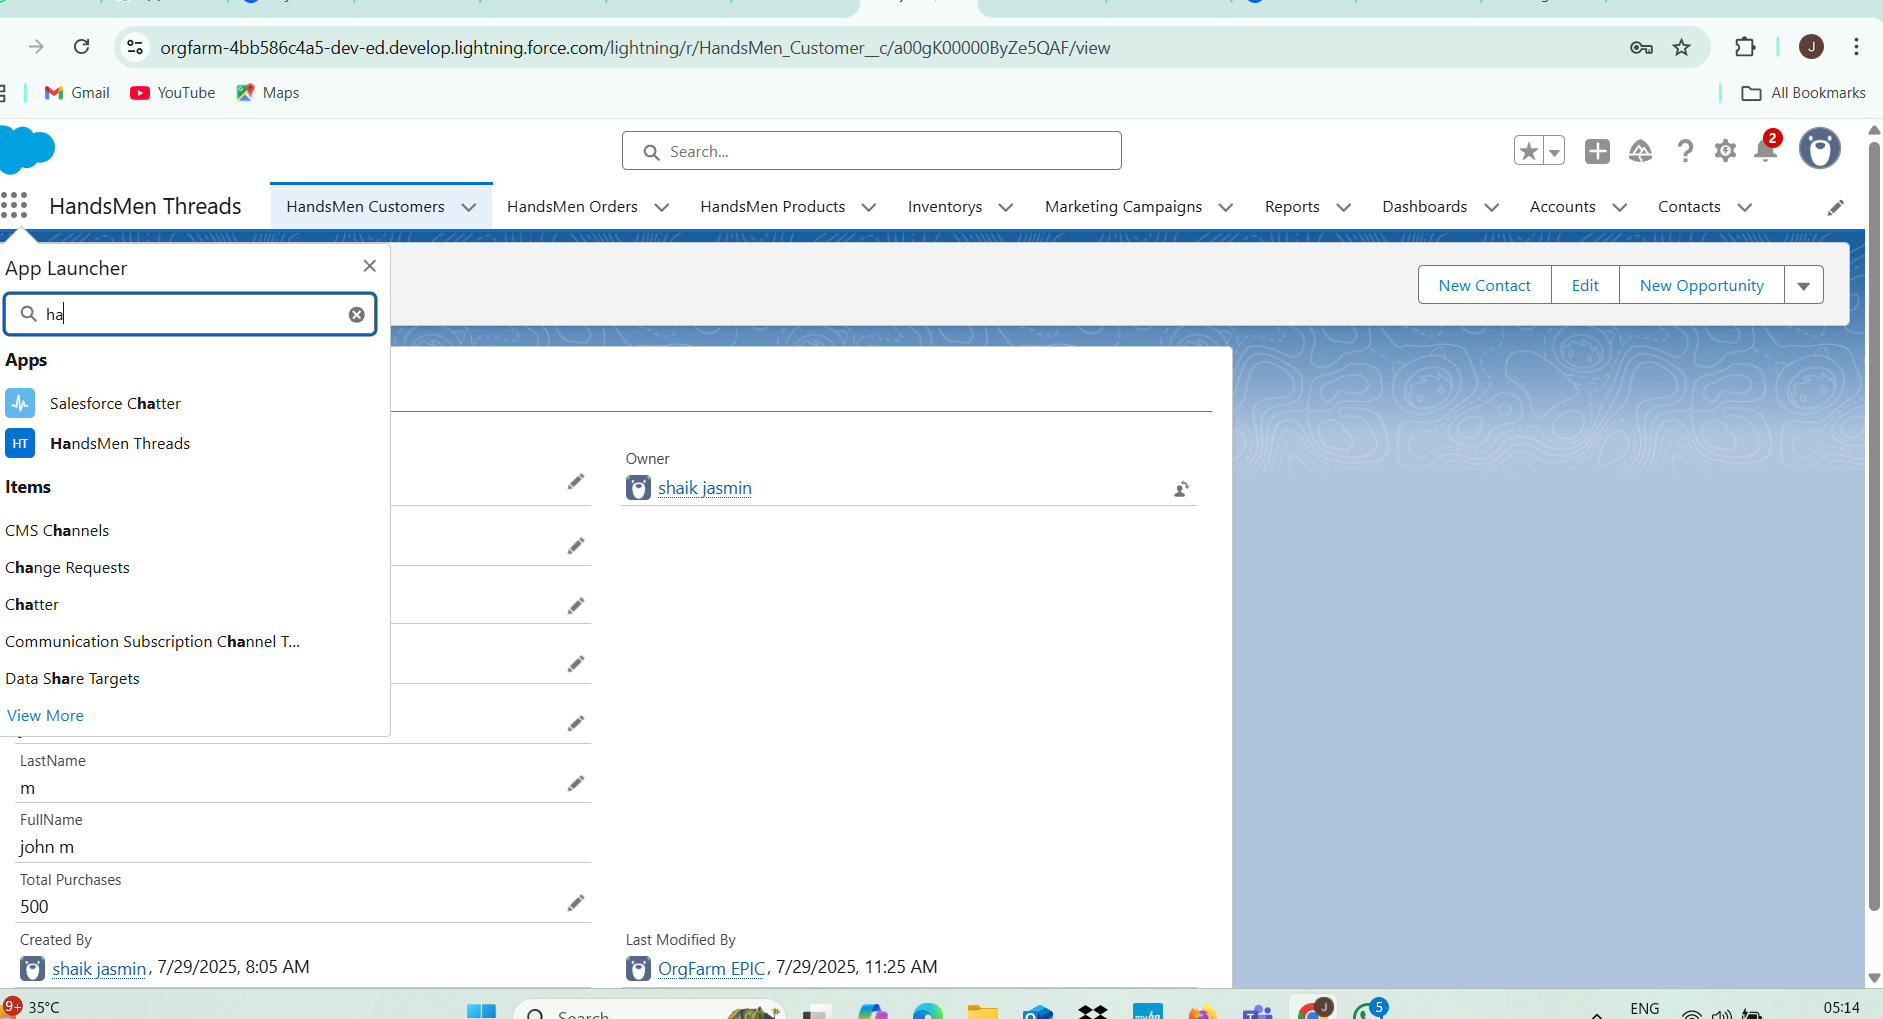 orgfarm-4bb586c4a5-dev-ed.develop.lightning.force.com/lightning/r/HandsMen_Customer__c/a00gK00000ByZe5QAF/view
J
Gmail
YouTube
Maps
All Bookmarks
Search...
2
HandsMen Threads
HandsMen Customers
HandsMen Orders
HandsMen Products
Inventorys
Marketing Campaigns
Reports
Dashboards
Accounts
Contacts
App Launcher
New Contact
Edit
New Opportunity
ha
Apps
Salesforce Chatter
HT
HandsMen Threads
Items
CMS Channels
Change Requests
Chatter
Communication Subscription Channel T...
Data Share Targets
View More
Owner
shaik jasmin
LastName
m
FullName
john m
Total Purchases
500
Created By
shaik jasmin, 7/29/2025, 8:05 AM
Last Modified By
OrgFarm EPIC, 7/29/2025, 11:25 AM
9+
35°C
Search
myhp
J
5
ENG
05:14